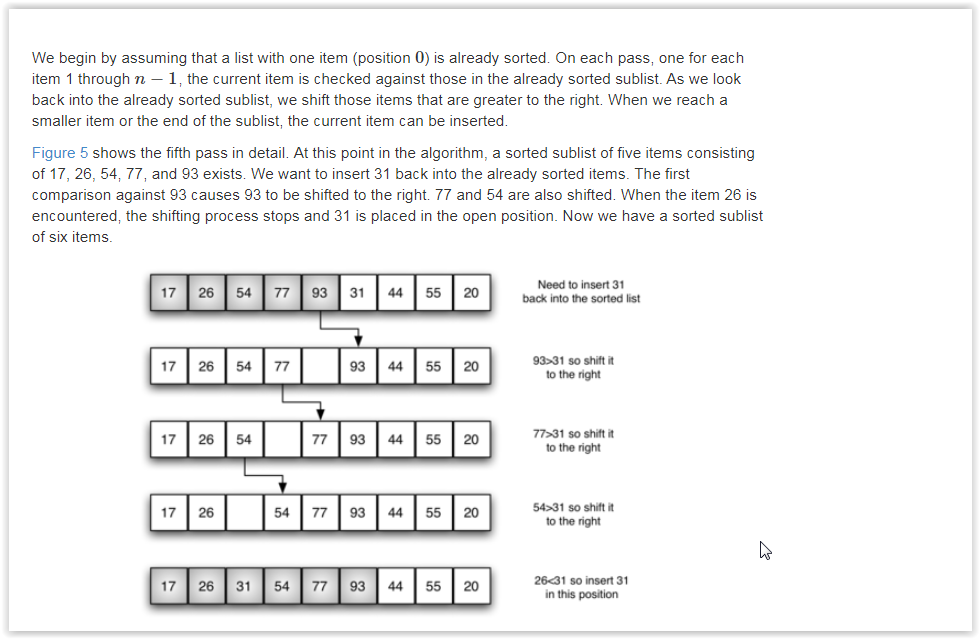 We begin by assuming that a list with one item (position 0) is already sorted. On each pass, one for each
item 1 through n − 1, the current item is checked against those in the already sorted sublist. As we look
back into the already sorted sublist, we shift those items that are greater to the right. When we reach a
smaller item or the end of the sublist, the current item can be inserted.
Figure 5 shows the fifth pass in detail. At this point in the algorithm, a sorted sublist of five items consisting
of 17, 26, 54, 77, and 93 exists. We want to insert 31 back into the already sorted items. The first
comparison against 93 causes 93 to be shifted to the right. 77 and 54 are also shifted. When the item 26 is
encountered, the shifting process stops and 31 is placed in the open position. Now we have a sorted sublist
of six items.
17 26 54 77 93 31 44 55 20
Need to insert 31
back into the sorted list
17 26 54 77 93 44 55 20
93>31 so shift it
to the right
17 26 54 77 93 44 55 20
77>31 so shift it
to the right
17 26 54 77 93 44 55 20
54>31 so shift it
to the right
17 26 31 54 77 93 44 55 20
26<31 so insert 31
in this position